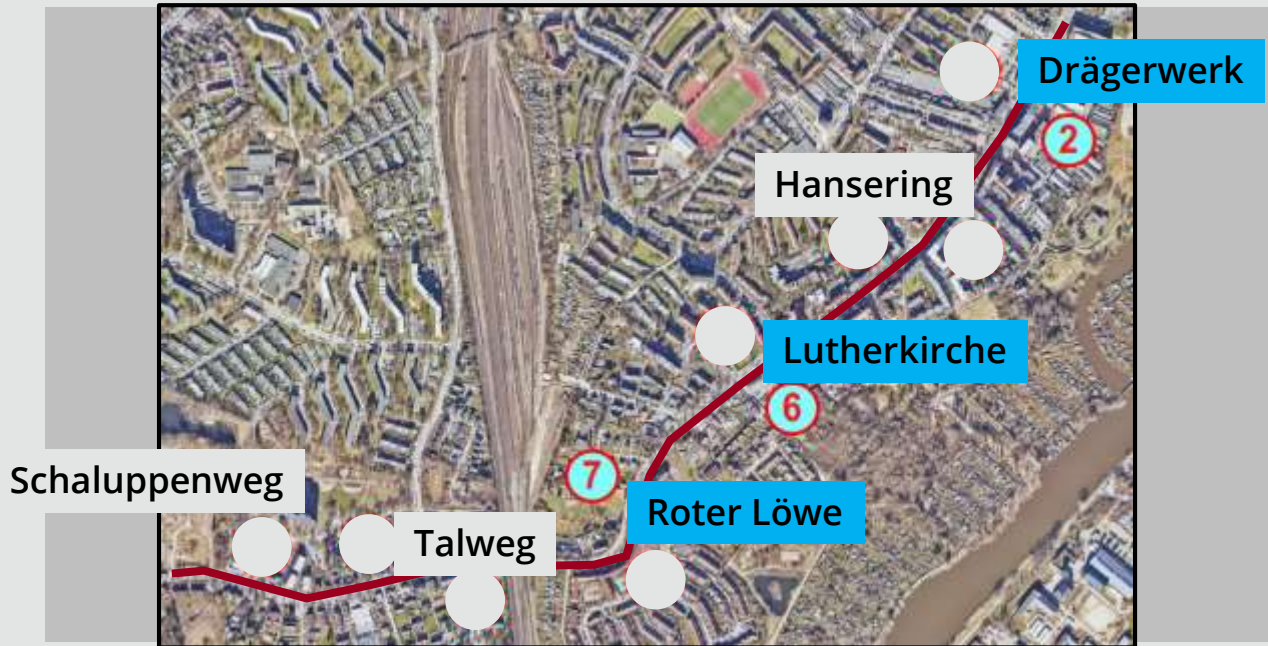 Drägerwerk
2
Hansering
Lutherkirche
6
Schaluppenweg
7
Roter Löwe
Talweg